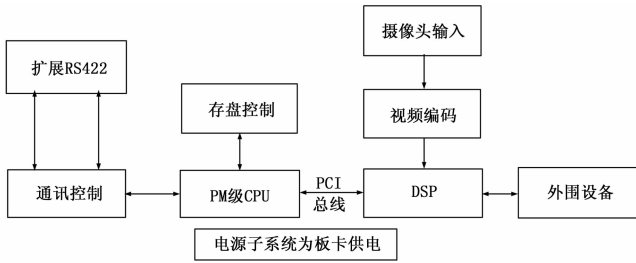 摄像头输入
扩展RS422
存盘控制
视频编码
通讯控制
PM级CPU
PCI
总线
DSP
外围设备
电源子系统为板卡供电